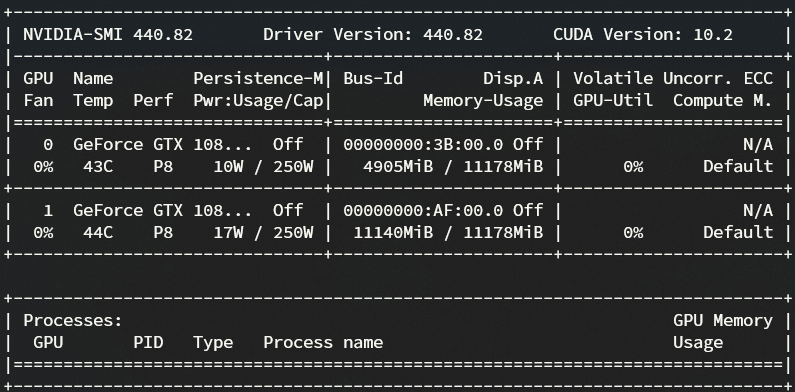 +-----------------------------------------------------------------------------+
| NVIDIA-SMI 440.82       Driver Version: 440.82       CUDA Version: 10.2     |
|-------------------------------+----------------------+----------------------+
| GPU  Name        Persistence-M| Bus-Id        Disp.A | Volatile Uncorr. ECC |
| Fan  Temp  Perf  Pwr:Usage/Cap|         Memory-Usage | GPU-Util  Compute M. |
|===============================+======================+======================|
|   0  GeForce GTX 108...  Off  | 00000000:3B:00.0 Off |                  N/A |
|  0%   43C    P8    10W / 250W |   4905MiB / 11178MiB |      0%      Default |
+-------------------------------+----------------------+----------------------+
|   1  GeForce GTX 108...  Off  | 00000000:AF:00.0 Off |                  N/A |
|  0%   44C    P8    17W / 250W |  11140MiB / 11178MiB |      0%      Default |
+-------------------------------+----------------------+----------------------+

+-----------------------------------------------------------------------------+
| Processes:                                                       GPU Memory |
|  GPU       PID   Type   Process name                             Usage      |
|=============================================================================|
+-----------------------------------------------------------------------------+